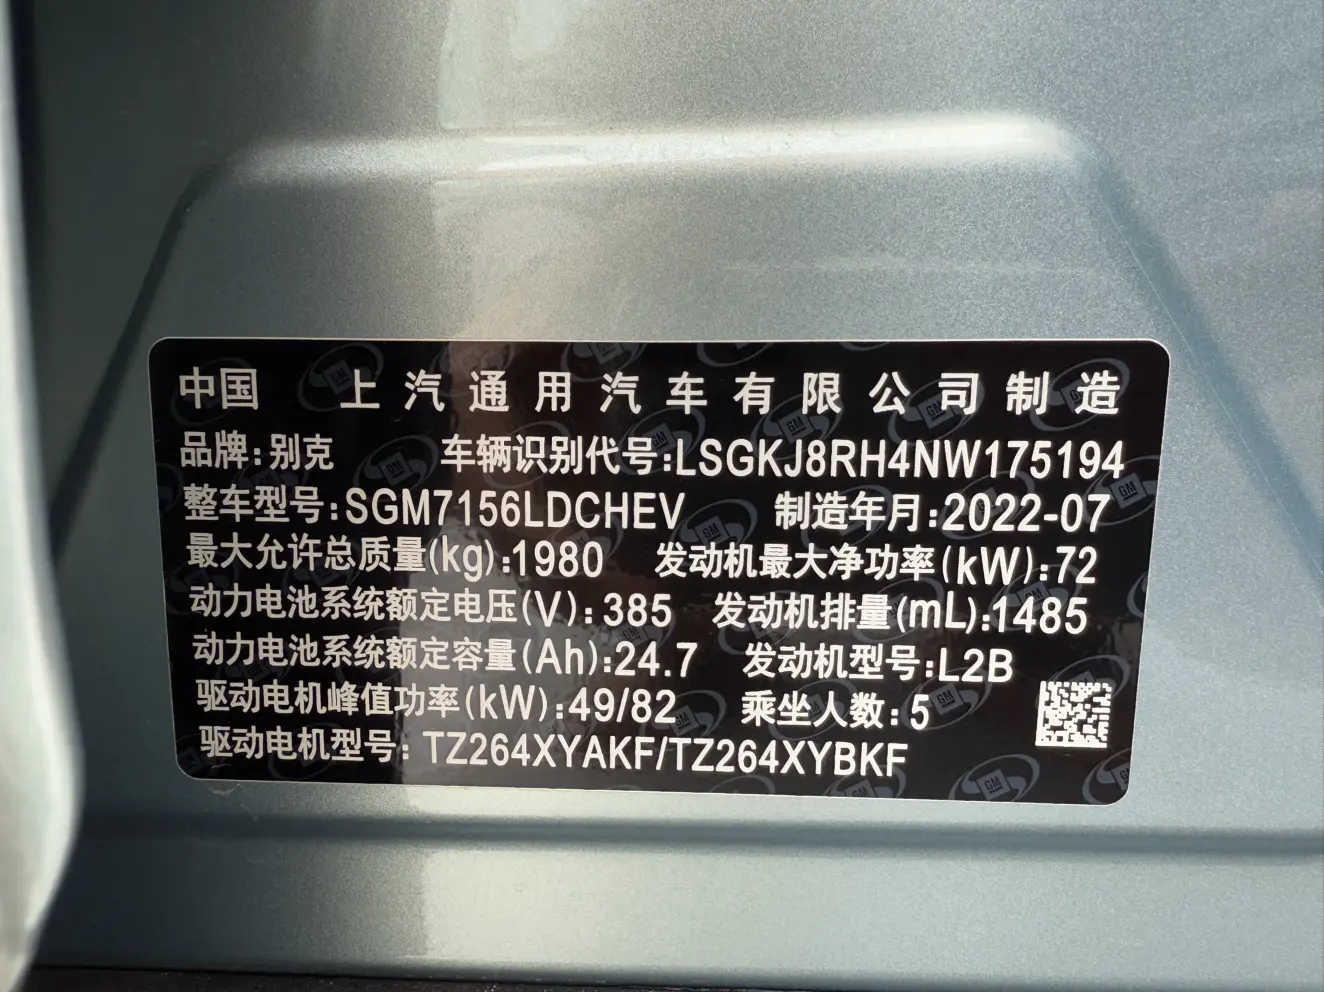 中国 上汽通用汽车有限公司制造
品牌:别克 车辆识别代号:LSGKJ8RH4NW175194
整车型号:SGM7156LDCHEV 制造年月:2022-07
最大允许总质量(kg):1980 发动机最大净功率(kW):72
动力电池系统额定电压(V):385 发动机排量(mL):1485
动力电池系统额定容量(Ah):24.7 发动机型号:L2B
驱动电机峰值功率(kW):49/82 乘坐人数:5
驱动电机型号:TZ264XYAKF/TZ264XYBKF